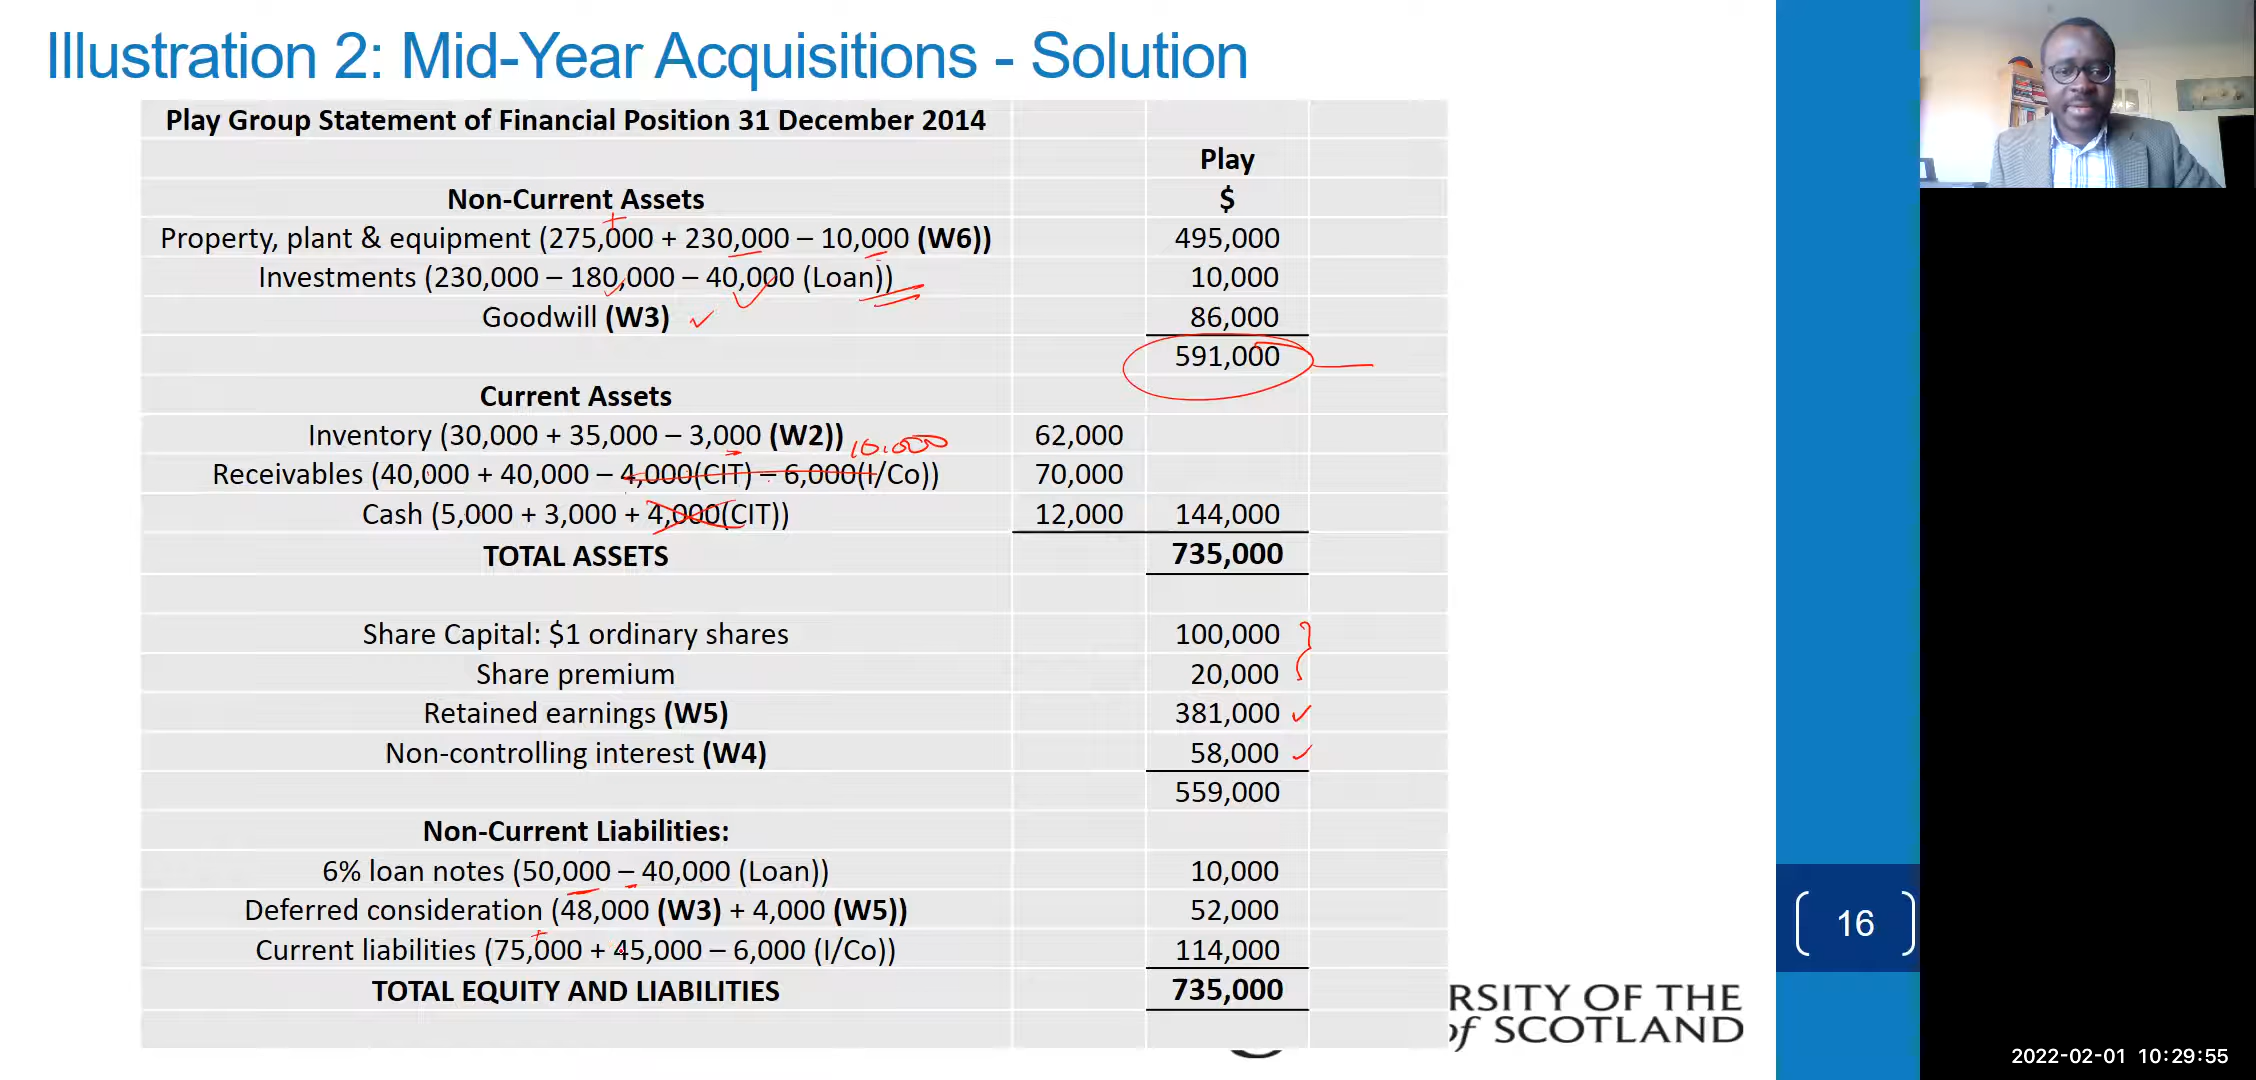 Illustration 2: Mid-Year Acquisitions - Solution
Play Group Statement of Financial Position 31 December 2014
Play
Non-Current Assets $
Property, plant & equipment (275,000 + 230,000 – 10,000 (W6)) 495,000
Investments (230,000 – 180,000 – 40,000 (Loan)) 10,000
Goodwill (W3) 86,000
591,000
Current Assets
Inventory (30,000 + 35,000 – 3,000 (W2)) 62,000
10.000
Receivables (40,000 + 40,000 – 4,000(CIT) – 6,000(I/Co)) 70,000
Cash (5,000 + 3,000 + 4,000(CIT)) 12,000 144,000
TOTAL ASSETS 735,000
Share Capital: $1 ordinary shares 100,000
Share premium 20,000
Retained earnings (W5) 381,000
Non-controlling interest (W4) 58,000
559,000
Non-Current Liabilities:
6% loan notes (50,000 – 40,000 (Loan)) 10,000
Deferred consideration (48,000 (W3) + 4,000 (W5)) 52,000
Current liabilities (75,000 + 45,000 – 6,000 (I/Co)) 114,000
TOTAL EQUITY AND LIABILITIES 735,000
16
RSITY OF THE
of SCOTLAND
2022-02-01 10:29:55